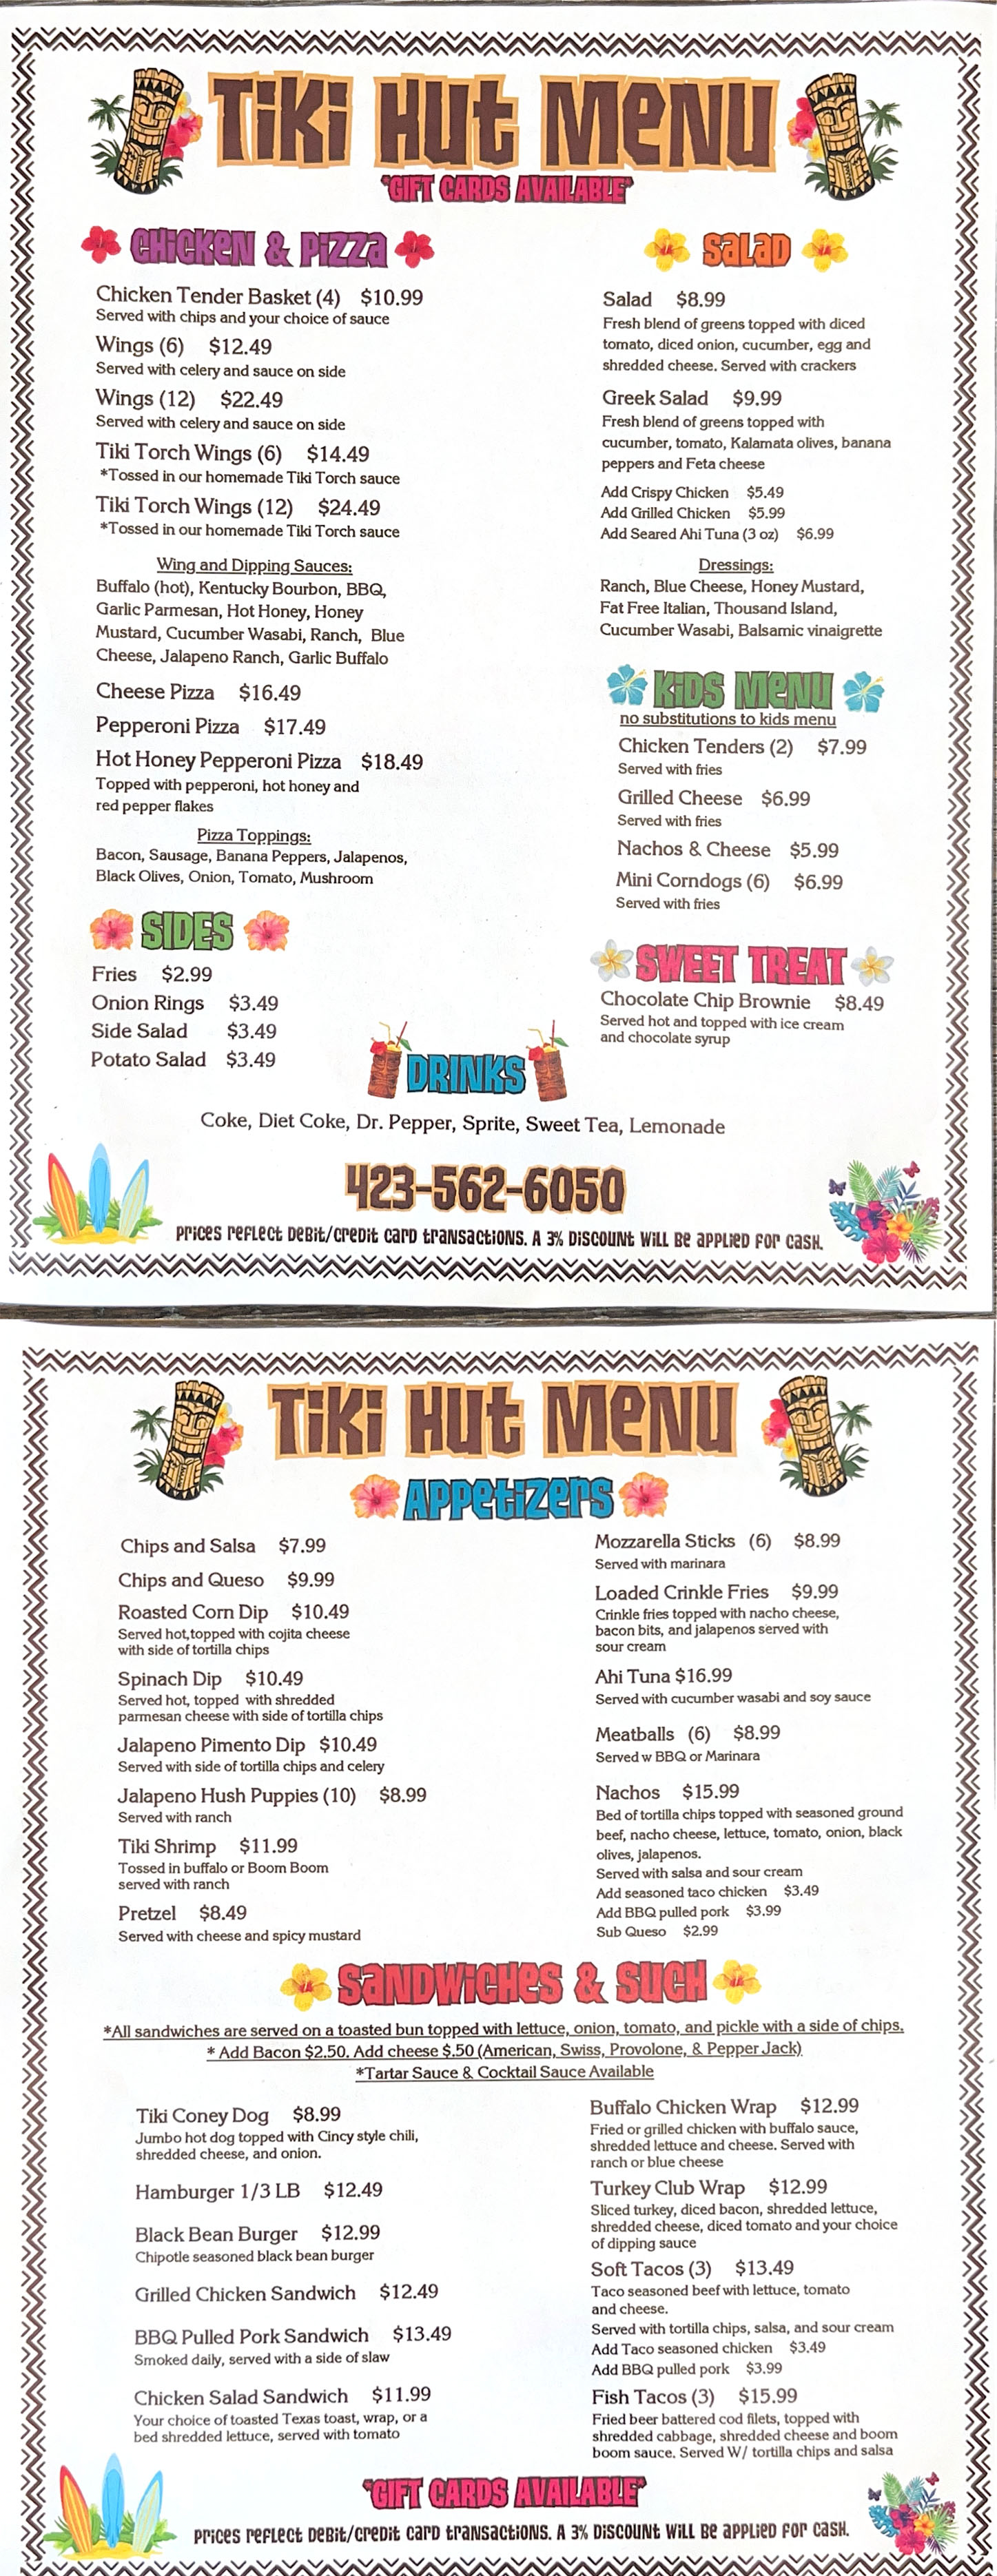 Tiki Hut Menu
"GIFT CARDS AVAILABLE"
CHICKEN & PIZZA
Chicken Tender Basket (4) $10.99
Served with chips and your choice of sauce
Wings (6) $12.49
Served with celery and sauce on side
Wings (12) $22.49
Served with celery and sauce on side
Tiki Torch Wings (6) $14.49
*Tossed in our homemade Tiki Torch sauce
Tiki Torch Wings (12) $24.49
*Tossed in our homemade Tiki Torch sauce
Wing and Dipping Sauces:
Buffalo (hot), Kentucky Bourbon, BBQ,
Garlic Parmesan, Hot Honey, Honey
Mustard, Cucumber Wasabi, Ranch, Blue
Cheese, Jalapeno Ranch, Garlic Buffalo
Cheese Pizza $16.49
Pepperoni Pizza $17.49
Hot Honey Pepperoni Pizza $18.49
Topped with pepperoni, hot honey and
red pepper flakes
Pizza Toppings:
Bacon, Sausage, Banana Peppers, Jalapenos,
Black Olives, Onion, Tomato, Mushroom
SIDES
Fries $2.99
Onion Rings $3.49
Side Salad $3.49
Potato Salad $3.49
SALAD
Salad $8.99
Fresh blend of greens topped with diced
tomato, diced onion, cucumber, egg and
shredded cheese. Served with crackers
Greek Salad $9.99
Fresh blend of greens topped with
cucumber, tomato, Kalamata olives, banana
peppers and Feta cheese
Add Crispy Chicken $5.49
Add Grilled Chicken $5.99
Add Seared Ahi Tuna (3 oz) $6.99
Dressings:
Ranch, Blue Cheese, Honey Mustard,
Fat Free Italian, Thousand Island,
Cucumber Wasabi, Balsamic vinaigrette
KIDS MENU
no substitutions to kids menu
Chicken Tenders (2) $7.99
Served with fries
Grilled Cheese $6.99
Served with fries
Nachos & Cheese $5.99
Mini Corndogs (6) $6.99
Served with fries
SWEET TREAT
Chocolate Chip Brownie $8.49
Served hot and topped with ice cream
and chocolate syrup
DRINKS
Coke, Diet Coke, Dr. Pepper, Sprite, Sweet Tea, Lemonade
423-562-6050
Prices reflect debit/credit card transactions. A 3% discount will be applied for cash.
Tiki Hut Menu
Appetizers
Chips and Salsa $7.99
Chips and Queso $9.99
Roasted Corn Dip $10.49
Served hot,topped with cojita cheese
with side of tortilla chips
Spinach Dip $10.49
Served hot, topped with shredded
parmesan cheese with side of tortilla chips
Jalapeno Pimento Dip $10.49
Served with side of tortilla chips and celery
Jalapeno Hush Puppies (10) $8.99
Served with ranch
Tiki Shrimp $11.99
Tossed in buffalo or Boom Boom
served with ranch
Pretzel $8.49
Served with cheese and spicy mustard
Mozzarella Sticks (6) $8.99
Served with marinara
Loaded Crinkle Fries $9.99
Crinkle fries topped with nacho cheese,
bacon bits, and jalapenos served with
sour cream
Ahi Tuna $16.99
Served with cucumber wasabi and soy sauce
Meatballs (6) $8.99
Served w BBQ or Marinara
Nachos $15.99
Bed of tortilla chips topped with seasoned ground
beef, nacho cheese, lettuce, tomato, onion, black
olives, jalapenos.
Served with salsa and sour cream
Add seasoned taco chicken $3.49
Add BBQ pulled pork $3.99
Sub Queso $2.99
SANDWICHES & SUCH
*All sandwiches are served on a toasted bun topped with lettuce, onion, tomato, and pickle with a side of chips.
* Add Bacon $2.50. Add cheese $.50 (American, Swiss, Provolone, & Pepper Jack)
*Tartar Sauce & Cocktail Sauce Available
Tiki Coney Dog $8.99
Jumbo hot dog topped with Cincy style chili,
shredded cheese, and onion.
Hamburger 1/3 LB $12.49
Black Bean Burger $12.99
Chipotle seasoned black bean burger
Grilled Chicken Sandwich $12.49
BBQ Pulled Pork Sandwich $13.49
Smoked daily, served with a side of slaw
Chicken Salad Sandwich $11.99
Your choice of toasted Texas toast, wrap, or a
bed shredded lettuce, served with tomato
Buffalo Chicken Wrap $12.99
Fried or grilled chicken with buffalo sauce,
shredded lettuce and cheese. Served with
ranch or blue cheese
Turkey Club Wrap $12.99
Sliced turkey, diced bacon, shredded lettuce,
shredded cheese, diced tomato and your choice
of dipping sauce
Soft Tacos (3) $13.49
Taco seasoned beef with lettuce, tomato
and cheese.
Served with tortilla chips, salsa, and sour cream
Add Taco seasoned chicken $3.49
Add BBQ pulled pork $3.99
Fish Tacos (3) $15.99
Fried beer battered cod filets, topped with
shredded cabbage, shredded cheese and boom
boom sauce. Served W/ tortilla chips and salsa
"GIFT CARDS AVAILABLE"
Prices reflect debit/credit card transactions. A 3% discount will be applied for cash.